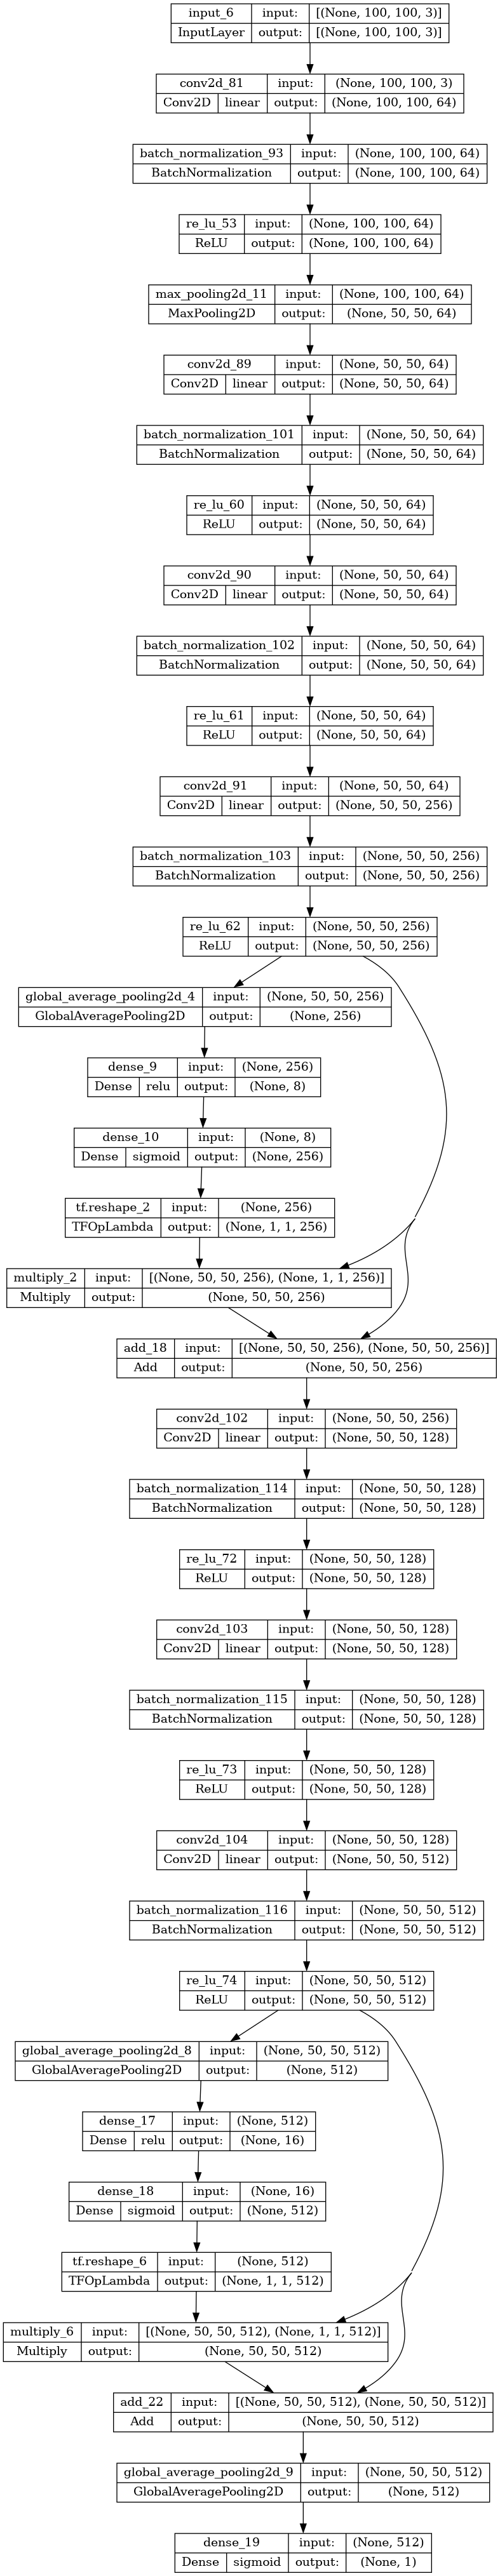 input_6 input: [(None, 100, 100, 3)]
InputLayer output: [(None, 100, 100, 3)]
conv2d_81 input: (None, 100, 100, 3)
Conv2D linear output: (None, 100, 100, 64)
batch_normalization_93 input: (None, 100, 100, 64)
BatchNormalization output: (None, 100, 100, 64)
re_lu_53 input: (None, 100, 100, 64)
ReLU output: (None, 100, 100, 64)
max_pooling2d_11 input: (None, 100, 100, 64)
MaxPooling2D output: (None, 50, 50, 64)
conv2d_89 input: (None, 50, 50, 64)
Conv2D linear output: (None, 50, 50, 64)
batch_normalization_101 input: (None, 50, 50, 64)
BatchNormalization output: (None, 50, 50, 64)
re_lu_60 input: (None, 50, 50, 64)
ReLU output: (None, 50, 50, 64)
conv2d_90 input: (None, 50, 50, 64)
Conv2D linear output: (None, 50, 50, 64)
batch_normalization_102 input: (None, 50, 50, 64)
BatchNormalization output: (None, 50, 50, 64)
re_lu_61 input: (None, 50, 50, 64)
ReLU output: (None, 50, 50, 64)
conv2d_91 input: (None, 50, 50, 64)
Conv2D linear output: (None, 50, 50, 256)
batch_normalization_103 input: (None, 50, 50, 256)
BatchNormalization output: (None, 50, 50, 256)
re_lu_62 input: (None, 50, 50, 256)
ReLU output: (None, 50, 50, 256)
global_average_pooling2d_4 input: (None, 50, 50, 256)
GlobalAveragePooling2D output: (None, 256)
dense_9 input: (None, 256)
Dense relu output: (None, 8)
dense_10 input: (None, 8)
Dense sigmoid output: (None, 256)
tf.reshape_2 input: (None, 256)
TFOpLambda output: (None, 1, 1, 256)
multiply_2 input: [(None, 50, 50, 256), (None, 1, 1, 256)]
Multiply output: (None, 50, 50, 256)
add_18 input: [(None, 50, 50, 256), (None, 50, 50, 256)]
Add output: (None, 50, 50, 256)
conv2d_102 input: (None, 50, 50, 256)
Conv2D linear output: (None, 50, 50, 128)
batch_normalization_114 input: (None, 50, 50, 128)
BatchNormalization output: (None, 50, 50, 128)
re_lu_72 input: (None, 50, 50, 128)
ReLU output: (None, 50, 50, 128)
conv2d_103 input: (None, 50, 50, 128)
Conv2D linear output: (None, 50, 50, 128)
batch_normalization_115 input: (None, 50, 50, 128)
BatchNormalization output: (None, 50, 50, 128)
re_lu_73 input: (None, 50, 50, 128)
ReLU output: (None, 50, 50, 128)
conv2d_104 input: (None, 50, 50, 128)
Conv2D linear output: (None, 50, 50, 512)
batch_normalization_116 input: (None, 50, 50, 512)
BatchNormalization output: (None, 50, 50, 512)
re_lu_74 input: (None, 50, 50, 512)
ReLU output: (None, 50, 50, 512)
global_average_pooling2d_8 input: (None, 50, 50, 512)
GlobalAveragePooling2D output: (None, 512)
dense_17 input: (None, 512)
Dense relu output: (None, 16)
dense_18 input: (None, 16)
Dense sigmoid output: (None, 512)
tf.reshape_6 input: (None, 512)
TFOpLambda output: (None, 1, 1, 512)
multiply_6 input: [(None, 50, 50, 512), (None, 1, 1, 512)]
Multiply output: (None, 50, 50, 512)
add_22 input: [(None, 50, 50, 512), (None, 50, 50, 512)]
Add output: (None, 50, 50, 512)
global_average_pooling2d_9 input: (None, 50, 50, 512)
GlobalAveragePooling2D output: (None, 512)
dense_19 input: (None, 512)
Dense sigmoid output: (None, 1)